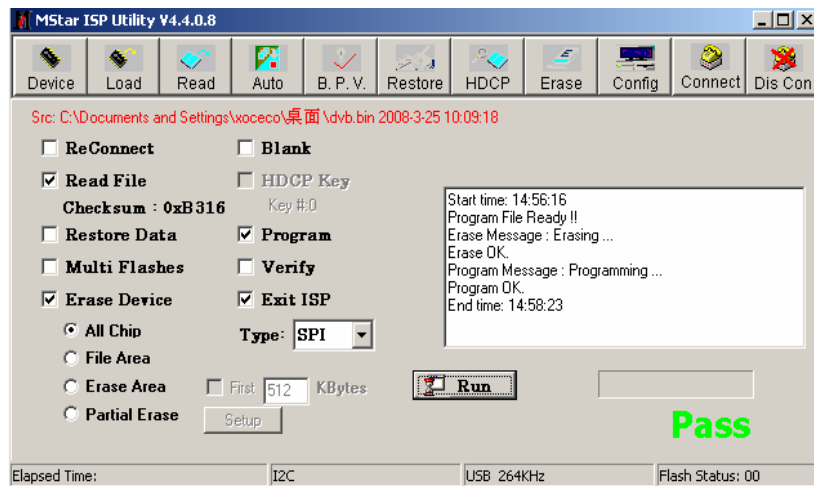 MStar ISP Utility V4.4.0.8
Device Load Read Auto B. P. V. Restore HDCP Erase Config Connect Dis Con
Src: C:\Documents and Settings\xoceco\桌面\dvb.bin 2008-3-25 10:09:18
ReConnect Blank
Read File HDCP Key
Checksum : 0xB316 Key #:0
Restore Data Program
Multi Flashes Verify
Erase Device Exit ISP
All Chip Type: SPI
File Area
Erase Area First 512 KBytes
Partial Erase Setup
Start time: 14:56:16
Program File Ready !!
Erase Message : Erasing ...
Erase OK.
Program Message : Programming ...
Program OK.
End time: 14:58:23
Run
Pass
Elapsed Time: I2C USB 264KHz Flash Status: 00